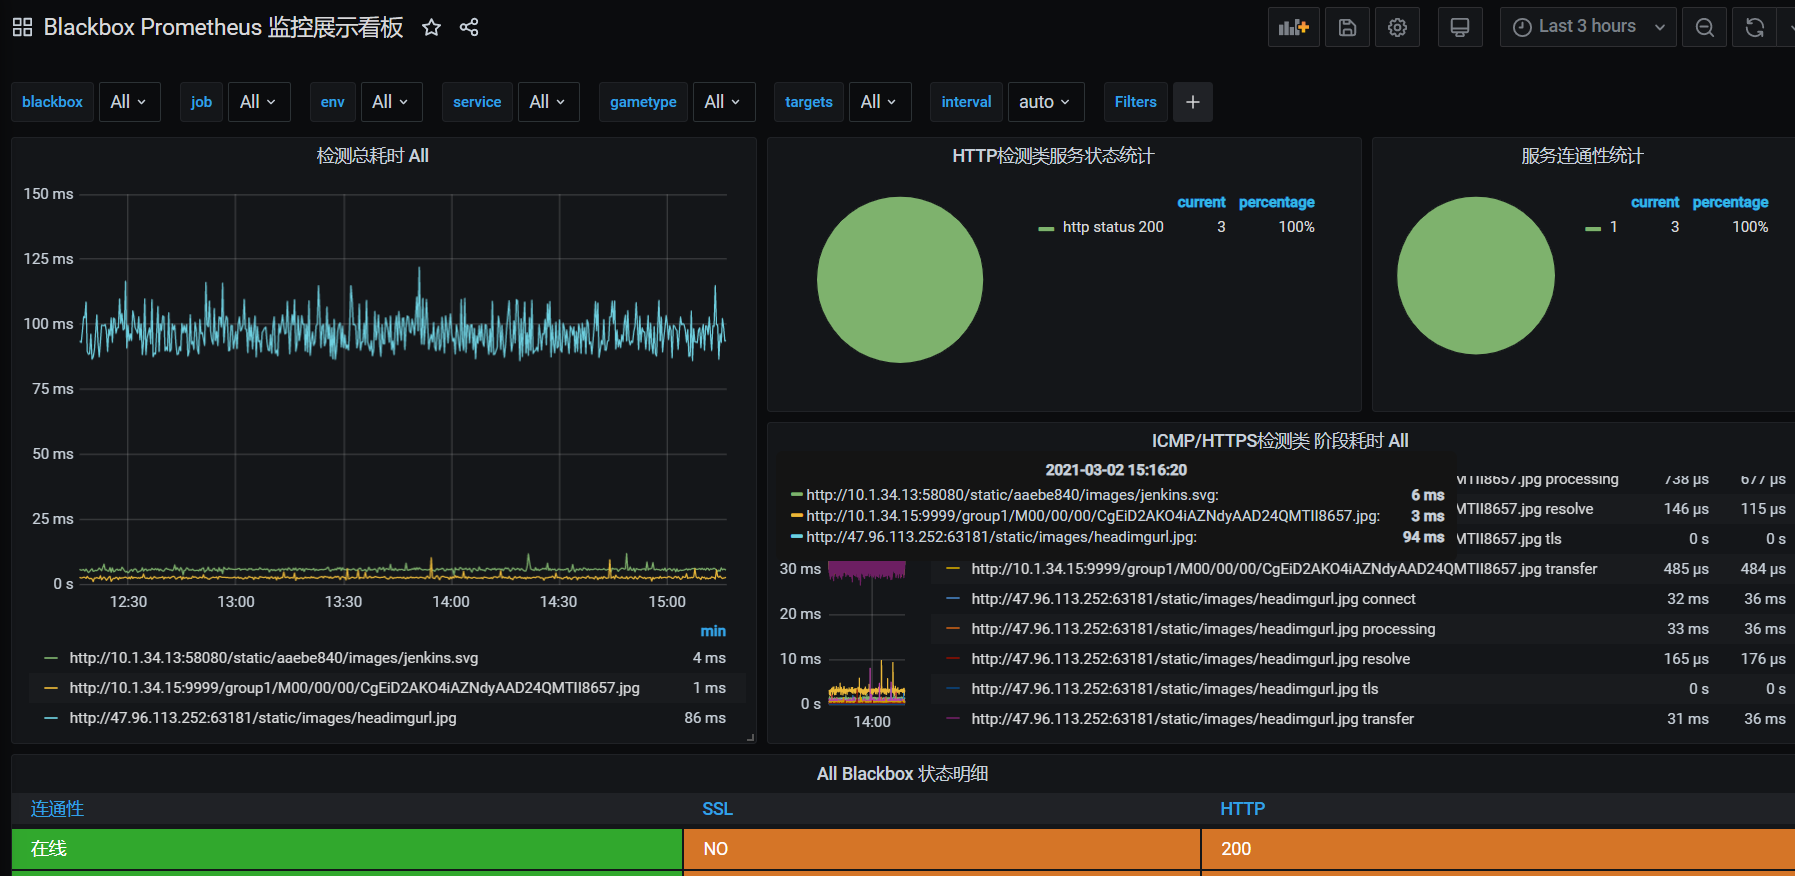 Blackbox Prometheus 监控展示看板
Last 3 hours
blackbox All job All env All service All gametype All targets All interval auto Filters +
检测总耗时 All
150 ms
125 ms
100 ms
75 ms
50 ms
25 ms
0 s
12:30 13:00 13:30 14:00 14:30 15:00
min
http://10.1.34.13:58080/static/aaebe840/images/jenkins.svg 4 ms
http://10.1.34.15:9999/group1/M00/00/00/CgEiD2AKO4iAZNdyAAD24QMTII8657.jpg 1 ms
http://47.96.113.252:63181/static/images/headimgurl.jpg 86 ms
HTTP检测类服务状态统计
current percentage
http status 200 3 100%
服务连通性统计
current percentage
1 3 100%
ICMP/HTTPS检测类 阶段耗时 All
2021-03-02 15:16:20
http://10.1.34.13:58080/static/aaebe840/images/jenkins.svg: 6 ms
http://10.1.34.15:9999/group1/M00/00/00/CgEiD2AKO4iAZNdyAAD24QMTII8657.jpg: 3 ms
http://47.96.113.252:63181/static/images/headimgurl.jpg: 94 ms
MTII8657.jpg processing 738 µs 677 µs
MTII8657.jpg resolve 146 µs 115 µs
MTII8657.jpg tls 0 s 0 s
http://10.1.34.15:9999/group1/M00/00/00/CgEiD2AKO4iAZNdyAAD24QMTII8657.jpg transfer 485 µs 484 µs
http://47.96.113.252:63181/static/images/headimgurl.jpg connect 32 ms 36 ms
http://47.96.113.252:63181/static/images/headimgurl.jpg processing 33 ms 36 ms
http://47.96.113.252:63181/static/images/headimgurl.jpg resolve 165 µs 176 µs
http://47.96.113.252:63181/static/images/headimgurl.jpg tls 0 s 0 s
http://47.96.113.252:63181/static/images/headimgurl.jpg transfer 31 ms 36 ms
30 ms
20 ms
10 ms
0 s
14:00
All Blackbox 状态明细
连通性 SSL HTTP
在线 NO 200